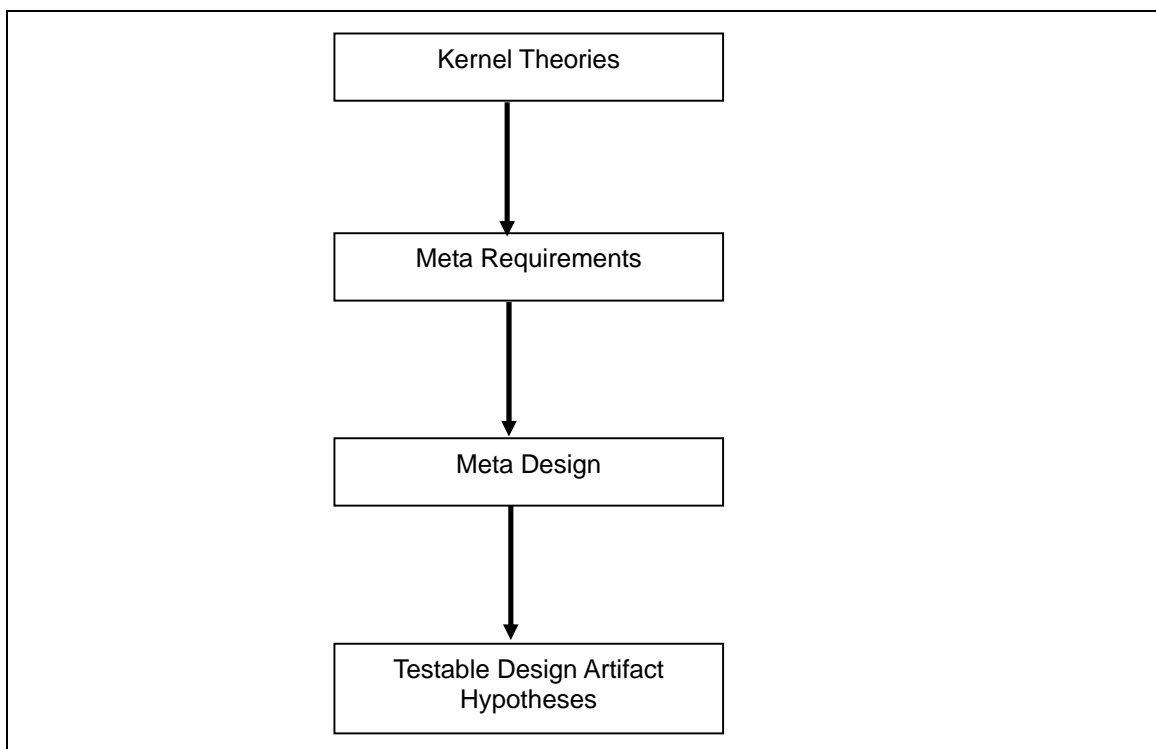 Kernel Theories
Meta Requirements
Meta Design
Testable Design Artifact
Hypotheses